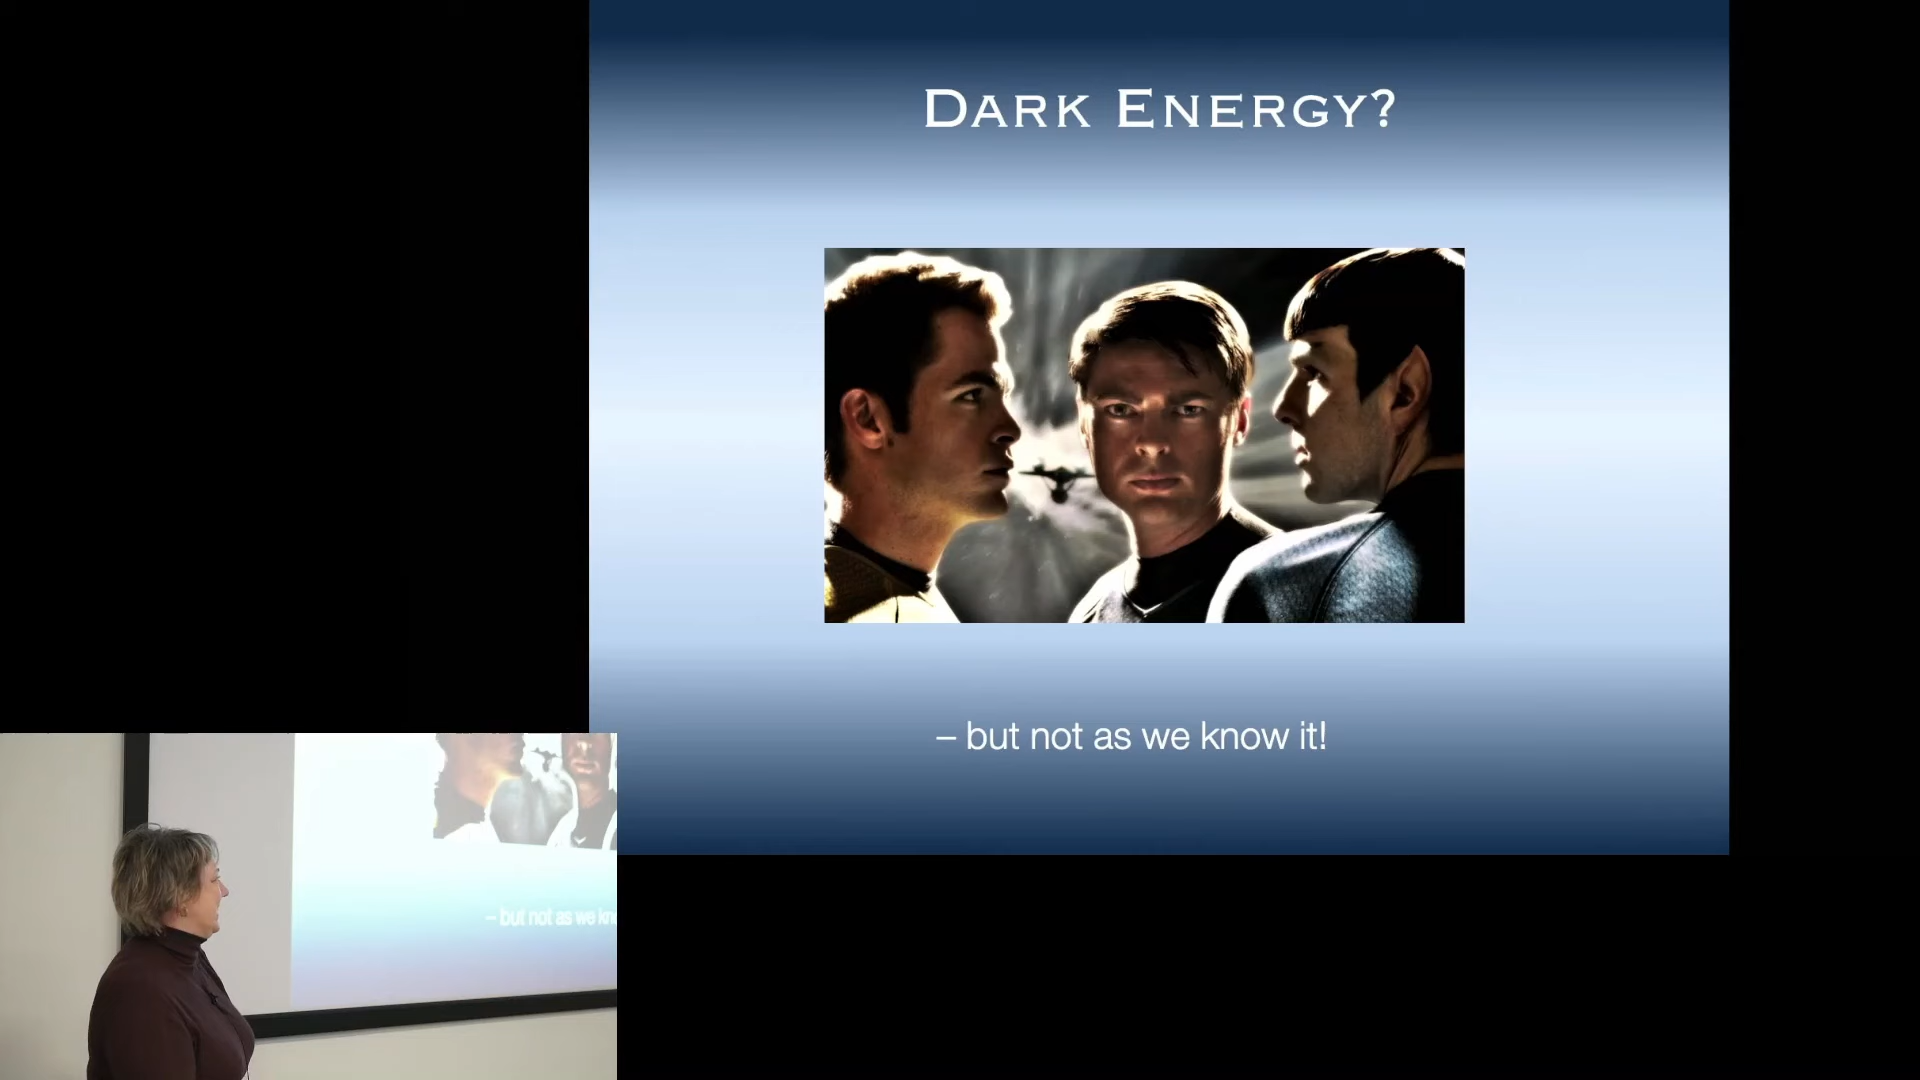 DARK ENERGY?
– but not as we know it!
– but not as we kn